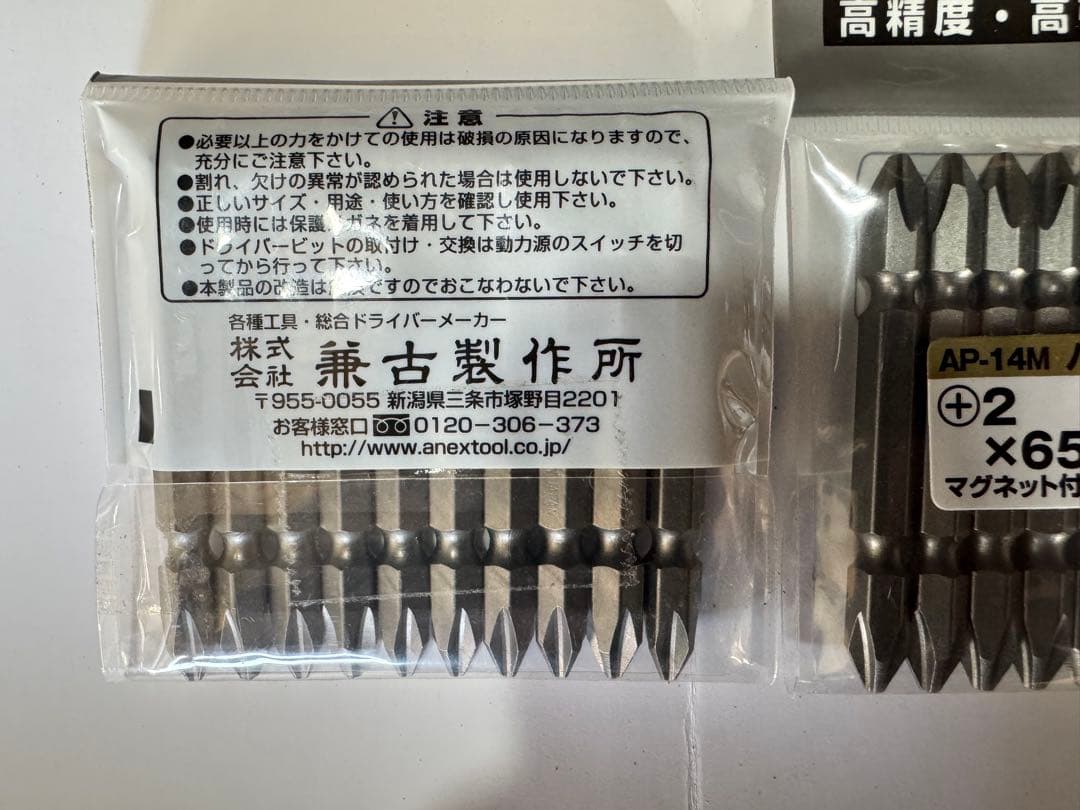 注意
●必要以上の力をかけての使用は破損の原因になりますので、
充分にご注意下さい。
●割れ、欠けの異常が認められた場合は使用しないで下さい。
●正しいサイズ・用途・使い方を確認し使用下さい。
●使用時には保護メガネを着用して下さい。
●ドライバービットの取付け・交換は動力源のスイッチを切
ってから行って下さい。
●本製品の改造は危険ですのでおこなわないで下さい。
各種工具・総合ドライバーメーカー
株式会社 兼古製作所
〒955-0055 新潟県三条市塚野目2201
お客様窓口 0120-306-373
http://www.anextool.co.jp/
高精度・高
AP-14M
⊕2
×65
マグネット付